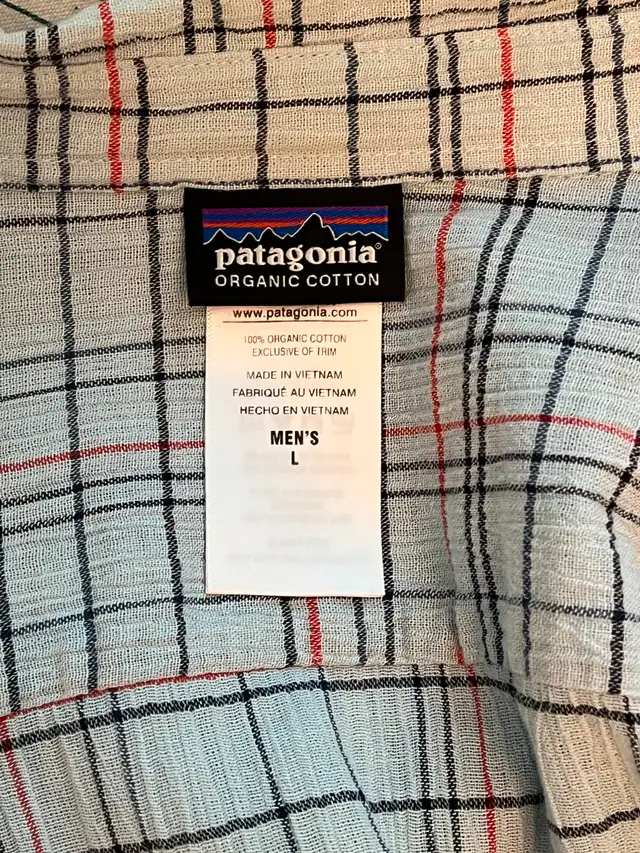 patagonia®
ORGANIC COTTON
www.patagonia.com
100% ORGANIC COTTON
EXCLUSIVE OF TRIM
MADE IN VIETNAM
FABRIQUÉ AU VIETNAM
HECHO EN VIETNAM
MEN'S
L